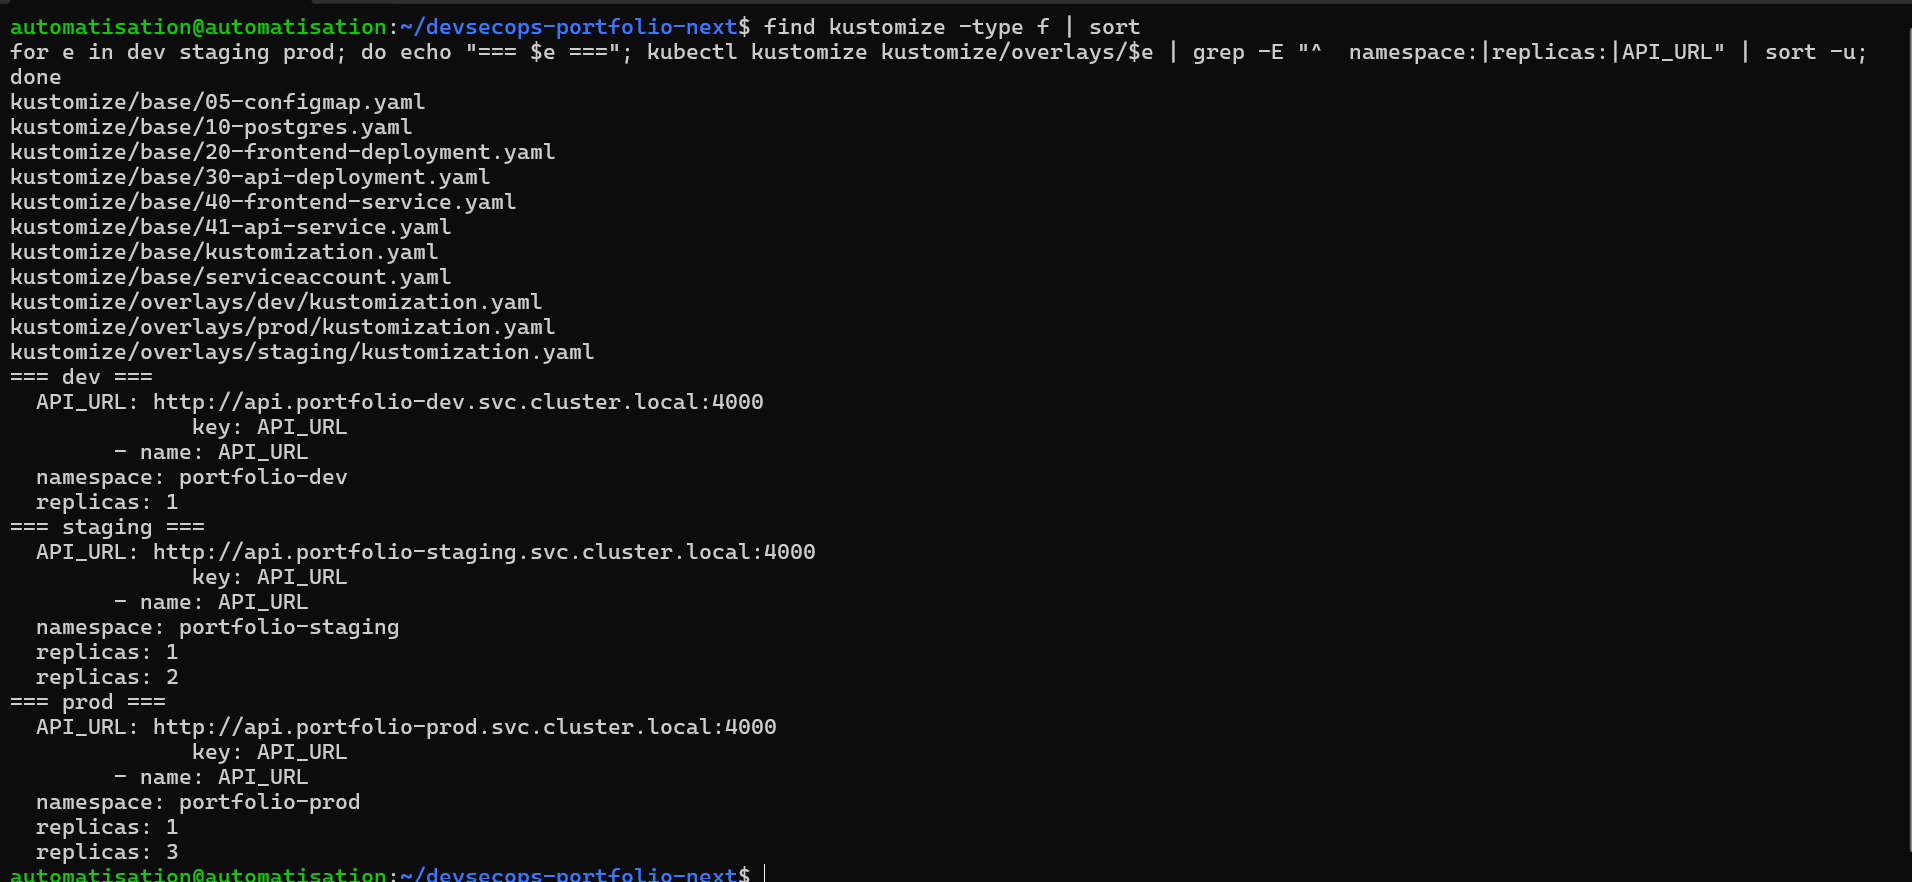 automatisation@automatisation:~/devsecops-portfolio-next$ find kustomize -type f | sort
for e in dev staging prod; do echo "=== $e ==="; kubectl kustomize kustomize/overlays/$e | grep -E "^  namespace:|replicas:|API_URL" | sort -u;
done
kustomize/base/05-configmap.yaml
kustomize/base/10-postgres.yaml
kustomize/base/20-frontend-deployment.yaml
kustomize/base/30-api-deployment.yaml
kustomize/base/40-frontend-service.yaml
kustomize/base/41-api-service.yaml
kustomize/base/kustomization.yaml
kustomize/base/serviceaccount.yaml
kustomize/overlays/dev/kustomization.yaml
kustomize/overlays/prod/kustomization.yaml
kustomize/overlays/staging/kustomization.yaml
=== dev ===
  API_URL: http://api.portfolio-dev.svc.cluster.local:4000
              key: API_URL
        - name: API_URL
  namespace: portfolio-dev
  replicas: 1
=== staging ===
  API_URL: http://api.portfolio-staging.svc.cluster.local:4000
              key: API_URL
        - name: API_URL
  namespace: portfolio-staging
  replicas: 1
  replicas: 2
=== prod ===
  API_URL: http://api.portfolio-prod.svc.cluster.local:4000
              key: API_URL
        - name: API_URL
  namespace: portfolio-prod
  replicas: 1
  replicas: 3
automatisation@automatisation:~/devsecops-portfolio-next$